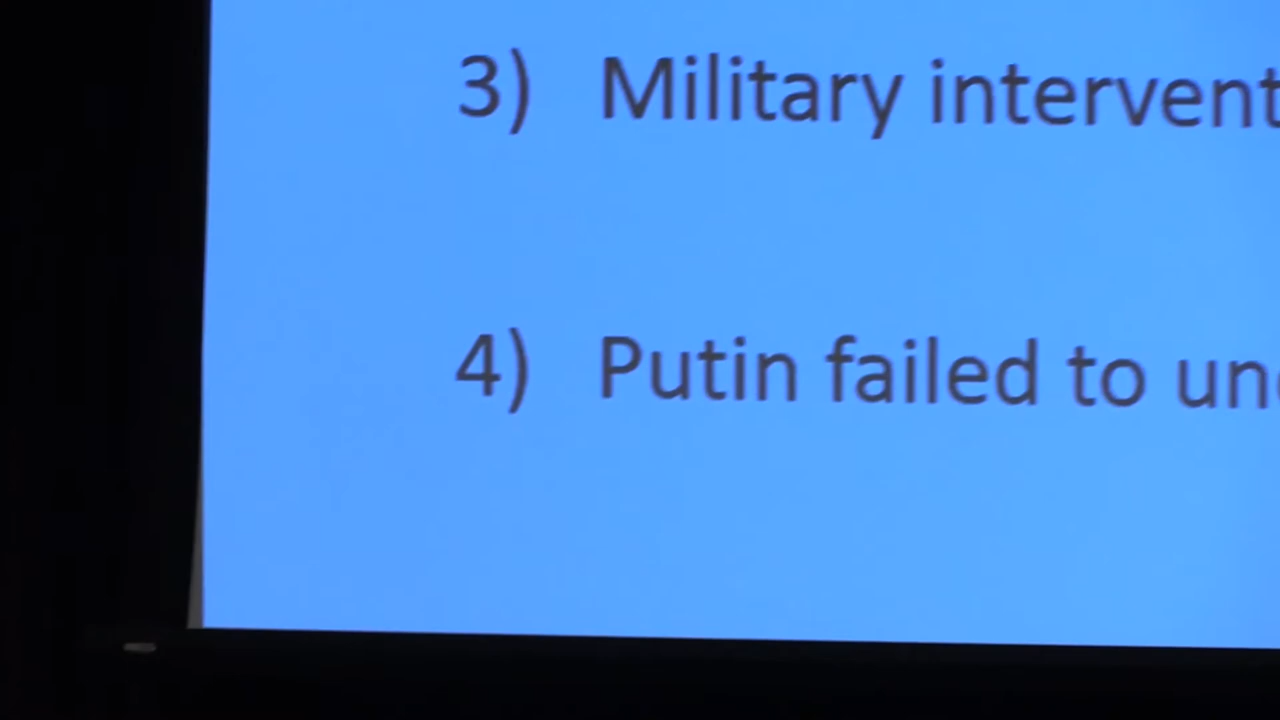 3) Military intervent
4) Putin failed to un